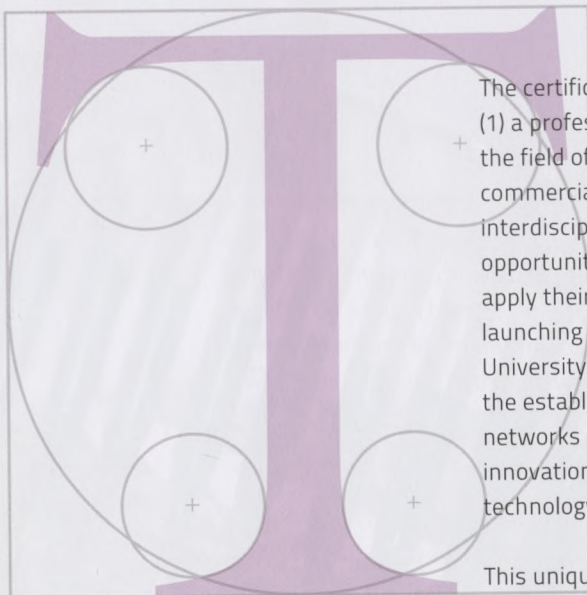 T
The certific
(1) a profes
the field of
commercia
interdiscip
opportunit
apply their
launching
University
the establ
networks
innovation
technology
This uniqu